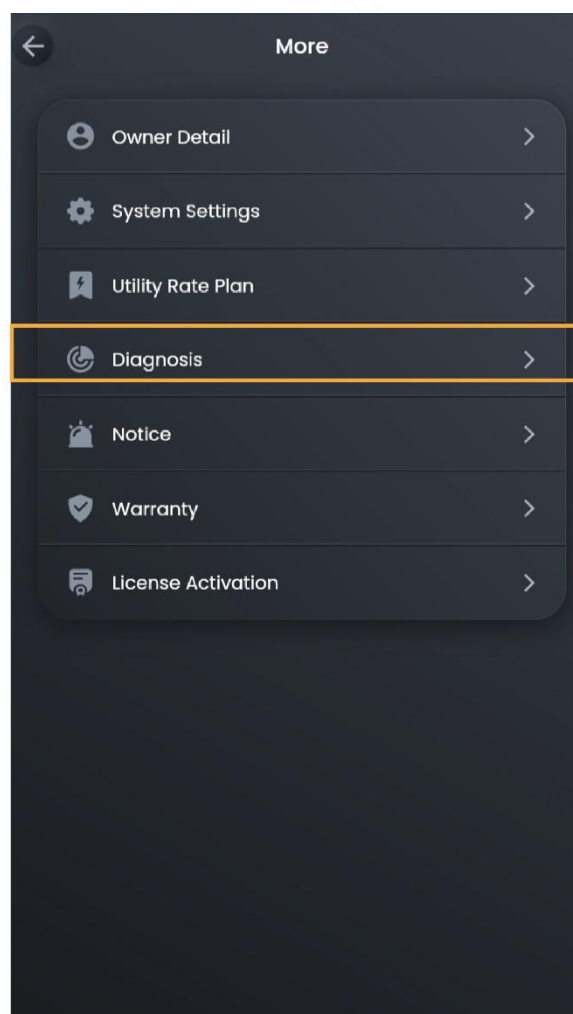 More
Owner Detail
System Settings
Utility Rate Plan
Diagnosis
Notice
Warranty
License Activation